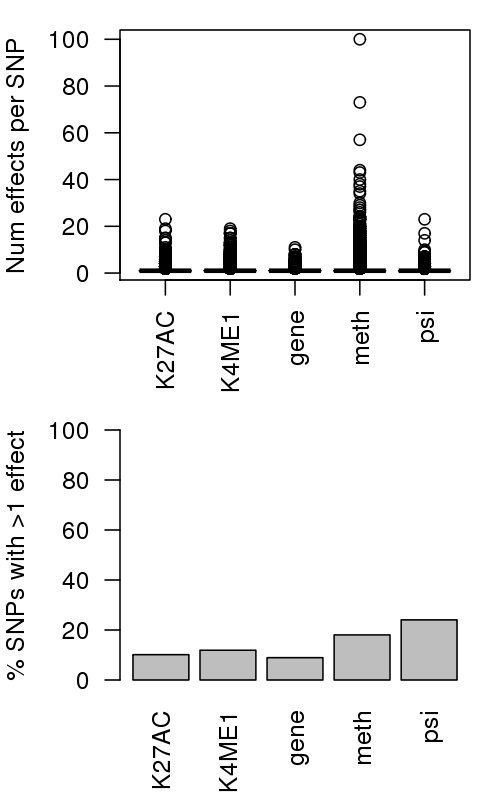 Num effects per SNP
100
80
60
40
20
0
K27AC
K4ME1
gene
meth
psi
% SNPs with >1 effect
100
80
60
40
20
0
K27AC
K4ME1
gene
meth
psi